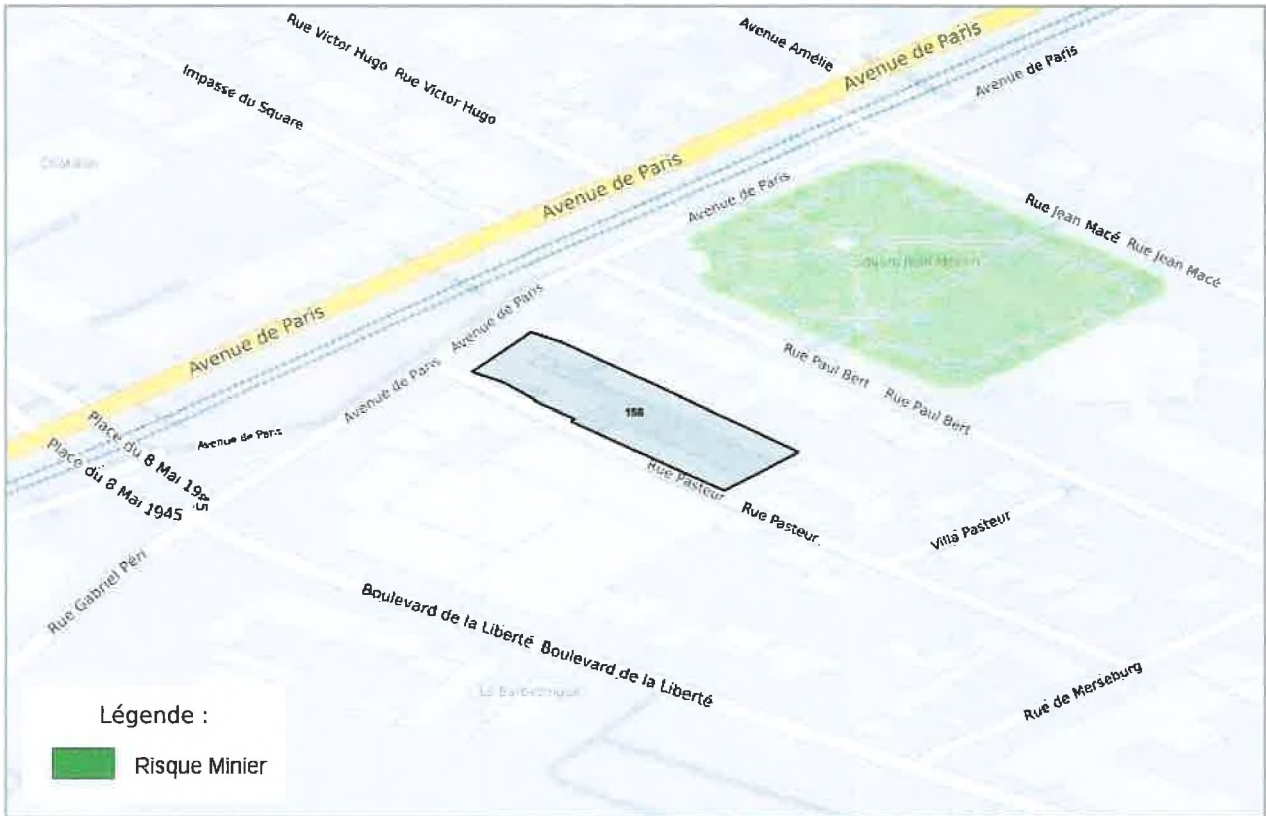 Rue Victor Hugo Rue Victor Hugo
Avenue Amélie
Avenue de Paris
Avenue de Paris
Impasse du Square
Avenue de Paris
Avenue de Paris
Rue Jean Macé Rue Jean Macé
Avenue de Paris
Avenue de Paris
Avenue de Paris
Rue Paul Bert Rue Paul Bert
158
Avenue de Paris
Place du 8 Mai 1945
Place du 8 Mai 1945
Rue Pasteur
Rue Pasteur
Villa Pasteur
Rue Gabriel Péri
Boulevard de la Liberté Boulevard de la Liberté
Rue de Merseburg
Légende :
Risque Minier